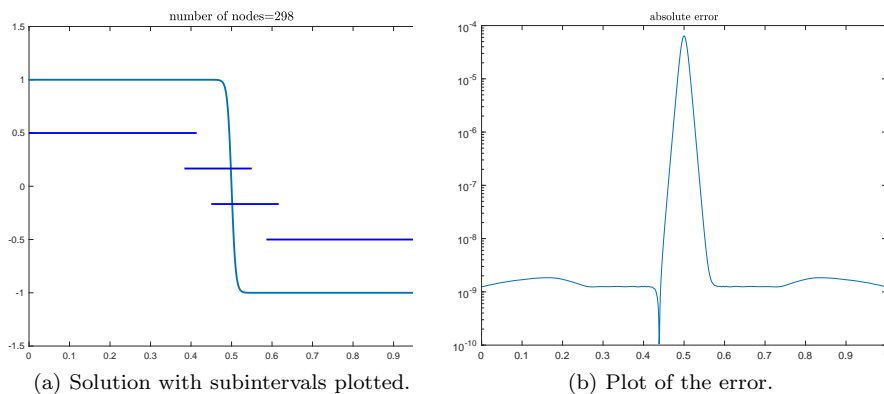 number of nodes=298
1.5
1
0.5
0
-0.5
-1
-1.5
0 0.1 0.2 0.3 0.4 0.5 0.6 0.7 0.8 0.9
(a) Solution with subintervals plotted.
absolute error
10^-4
10^-5
10^-6
10^-7
10^-8
10^-9
10^-10
0 0.1 0.2 0.3 0.4 0.5 0.6 0.7 0.8 0.9
(b) Plot of the error.